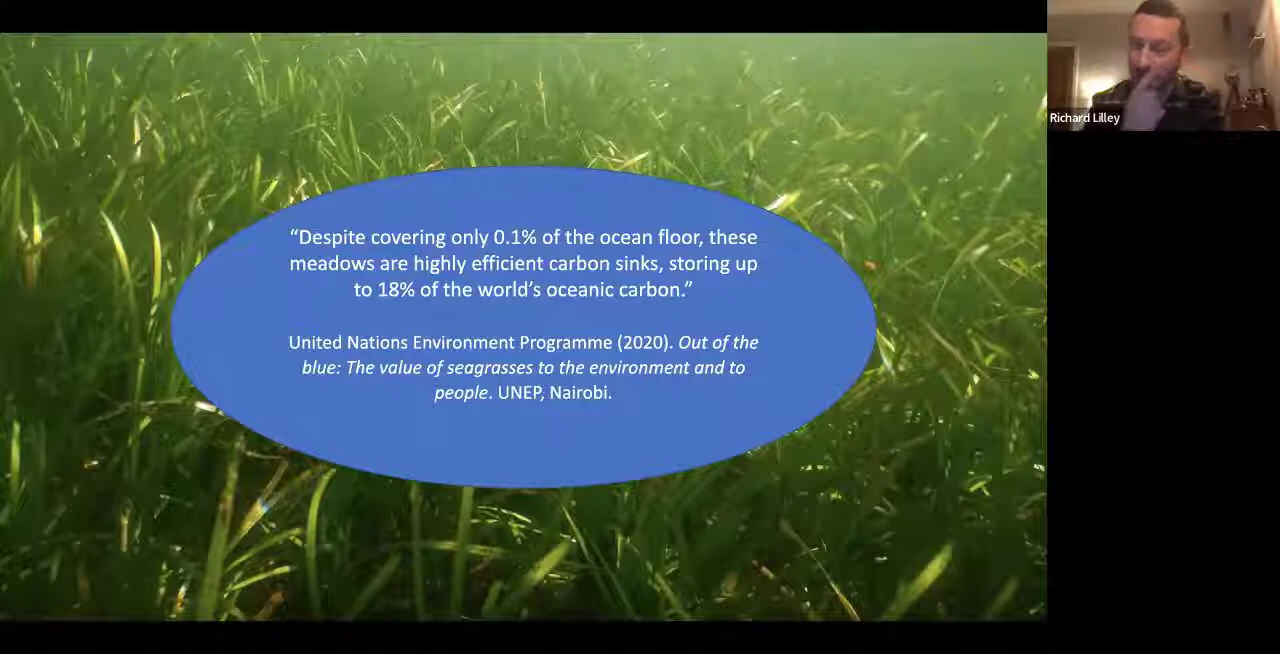 “Despite covering only 0.1% of the ocean floor, these
meadows are highly efficient carbon sinks, storing up
to 18% of the world’s oceanic carbon.”
United Nations Environment Programme (2020). Out of the
blue: The value of seagrasses to the environment and to
people. UNEP, Nairobi.
Richard Lilley